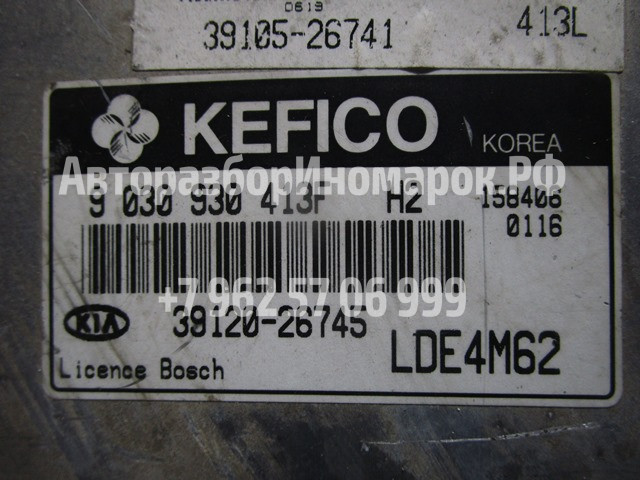 0619
39105-26741 413L
KEFICO KOREA
АвторазборИномарок.РФ
9 030 930 413F H2 158406
0116
+7 962 57 06 999
KIA 39120-26745 LDE4M62
Licence Bosch